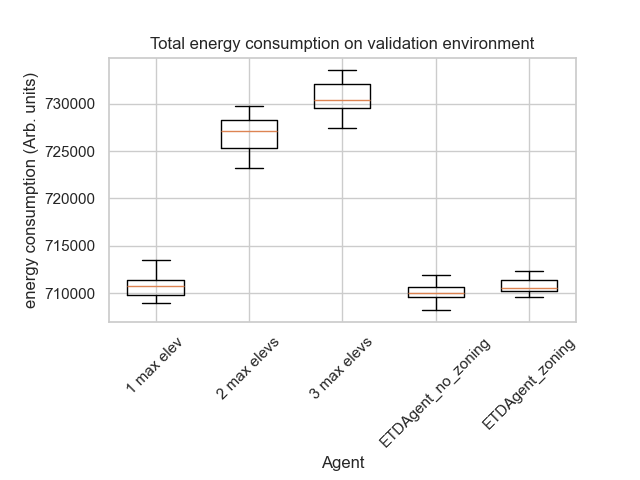 Total energy consumption on validation environment
energy consumption (Arb. units)
730000
725000
720000
715000
710000
1 max elev
2 max elevs
3 max elevs
ETDAgent_no_zoning
ETDAgent_zoning
Agent